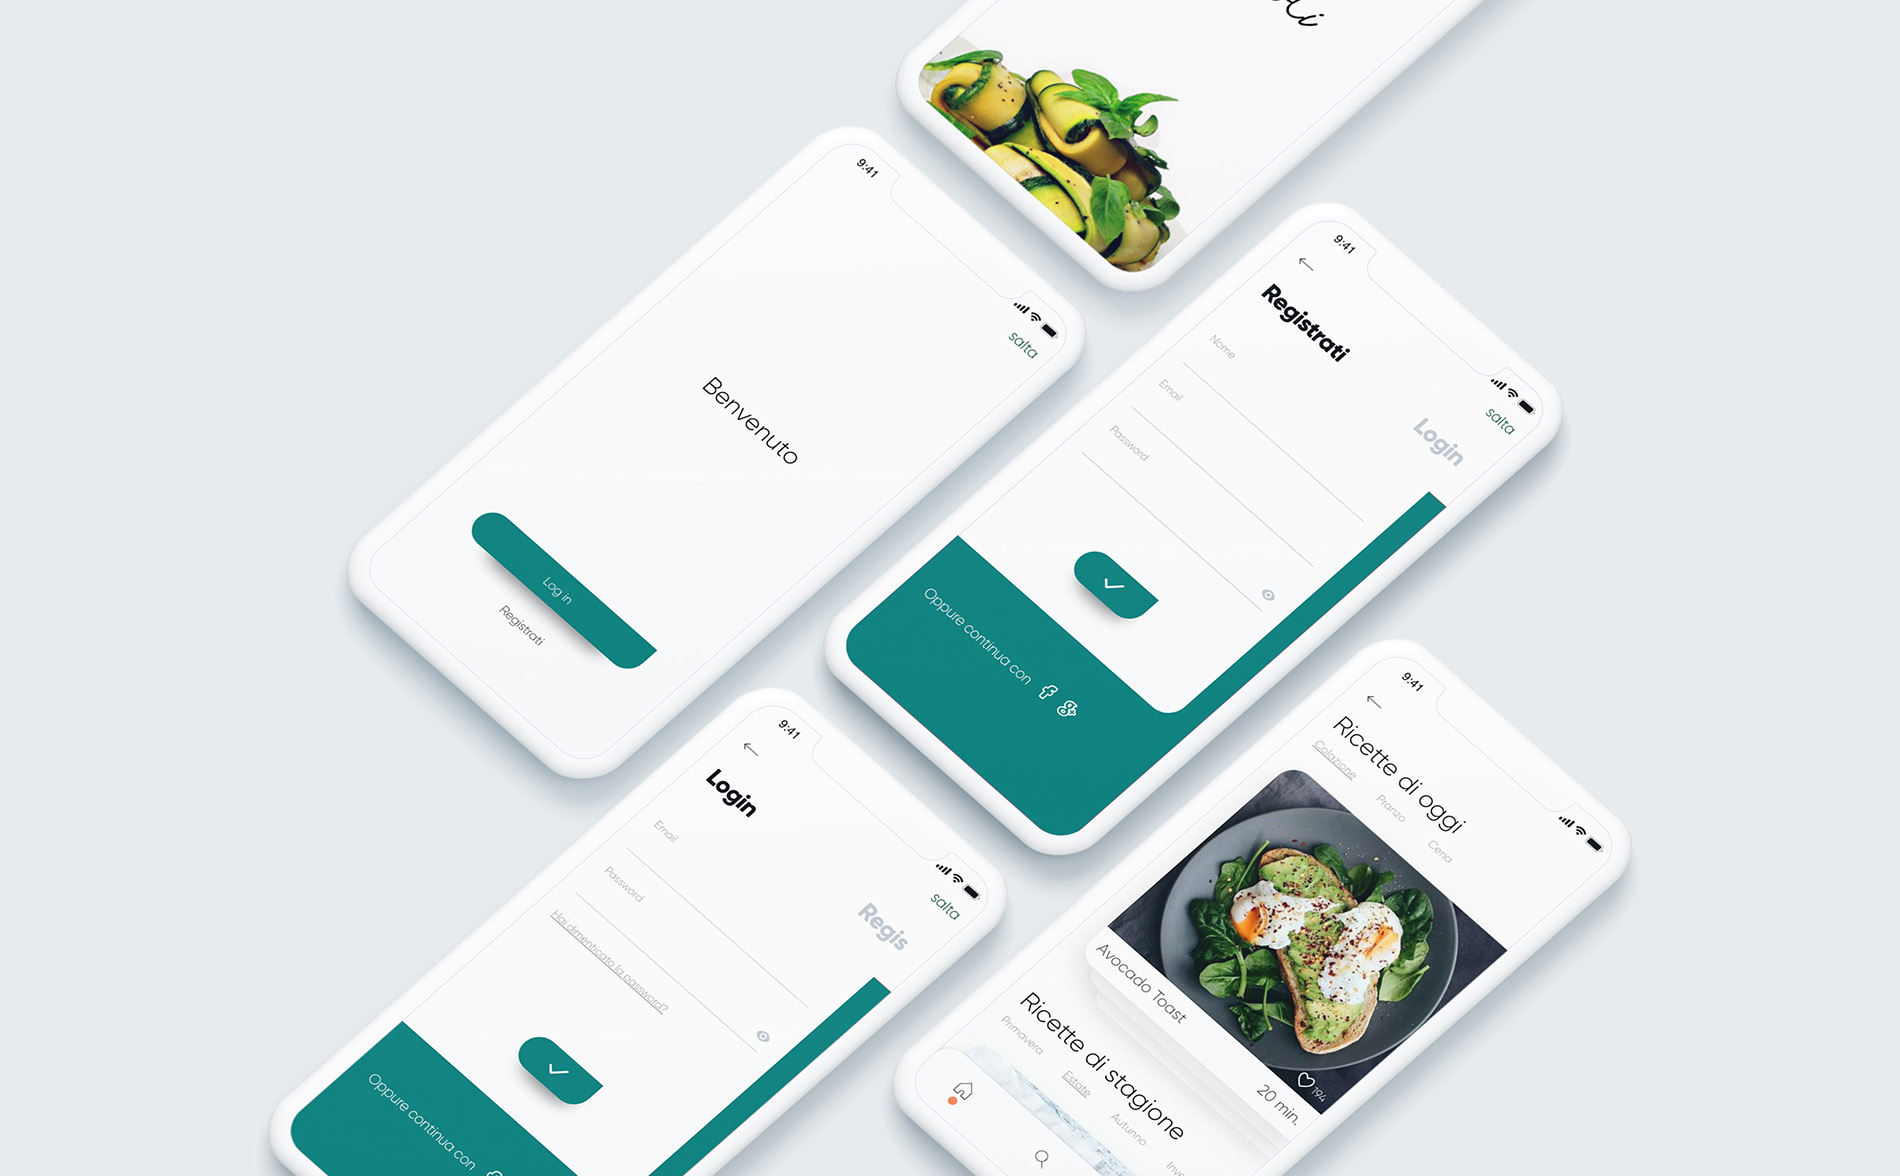 9:41
salta
Benvenuto
Log in
Registrati
9:41
salta
Registrati
Login
Nome
Email
Password
Oppure continua con
9:41
salta
Login
Regis
Email
Password
Hai dimenticato la password?
Oppure continua con
9:41
Ricette di oggi
Colazione
Pranzo
Cena
Avocado Toast
194
20 min.
Ricette di stagione
Primavera
Estate
Autunno